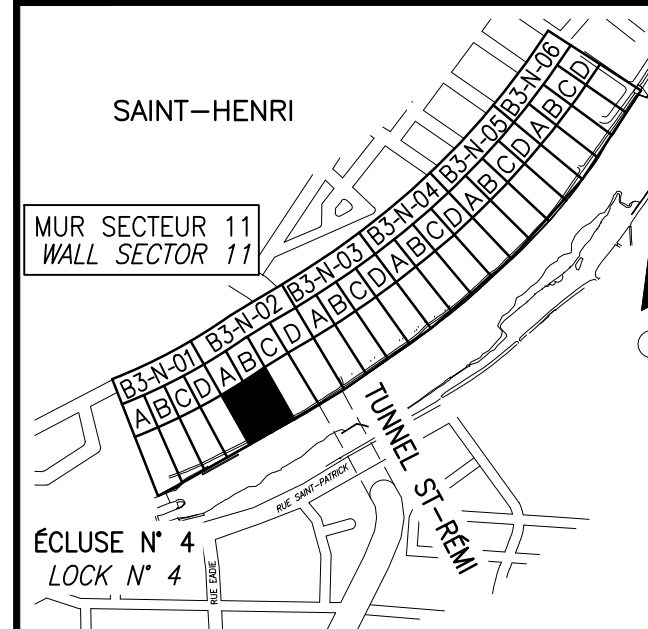 SAINT-HENRI
MUR SECTEUR 11
WALL SECTOR 11
B3-N-01
B3-N-02
B3-N-03
B3-N-04
B3-N-05
B3-N-06
A B C D A B C D A B C D A B C D A B C D A B C D
TUNNEL ST-RÉMI
RUE SAINT-PATRICK
RUE EADIE
ÉCLUSE N° 4
LOCK N° 4